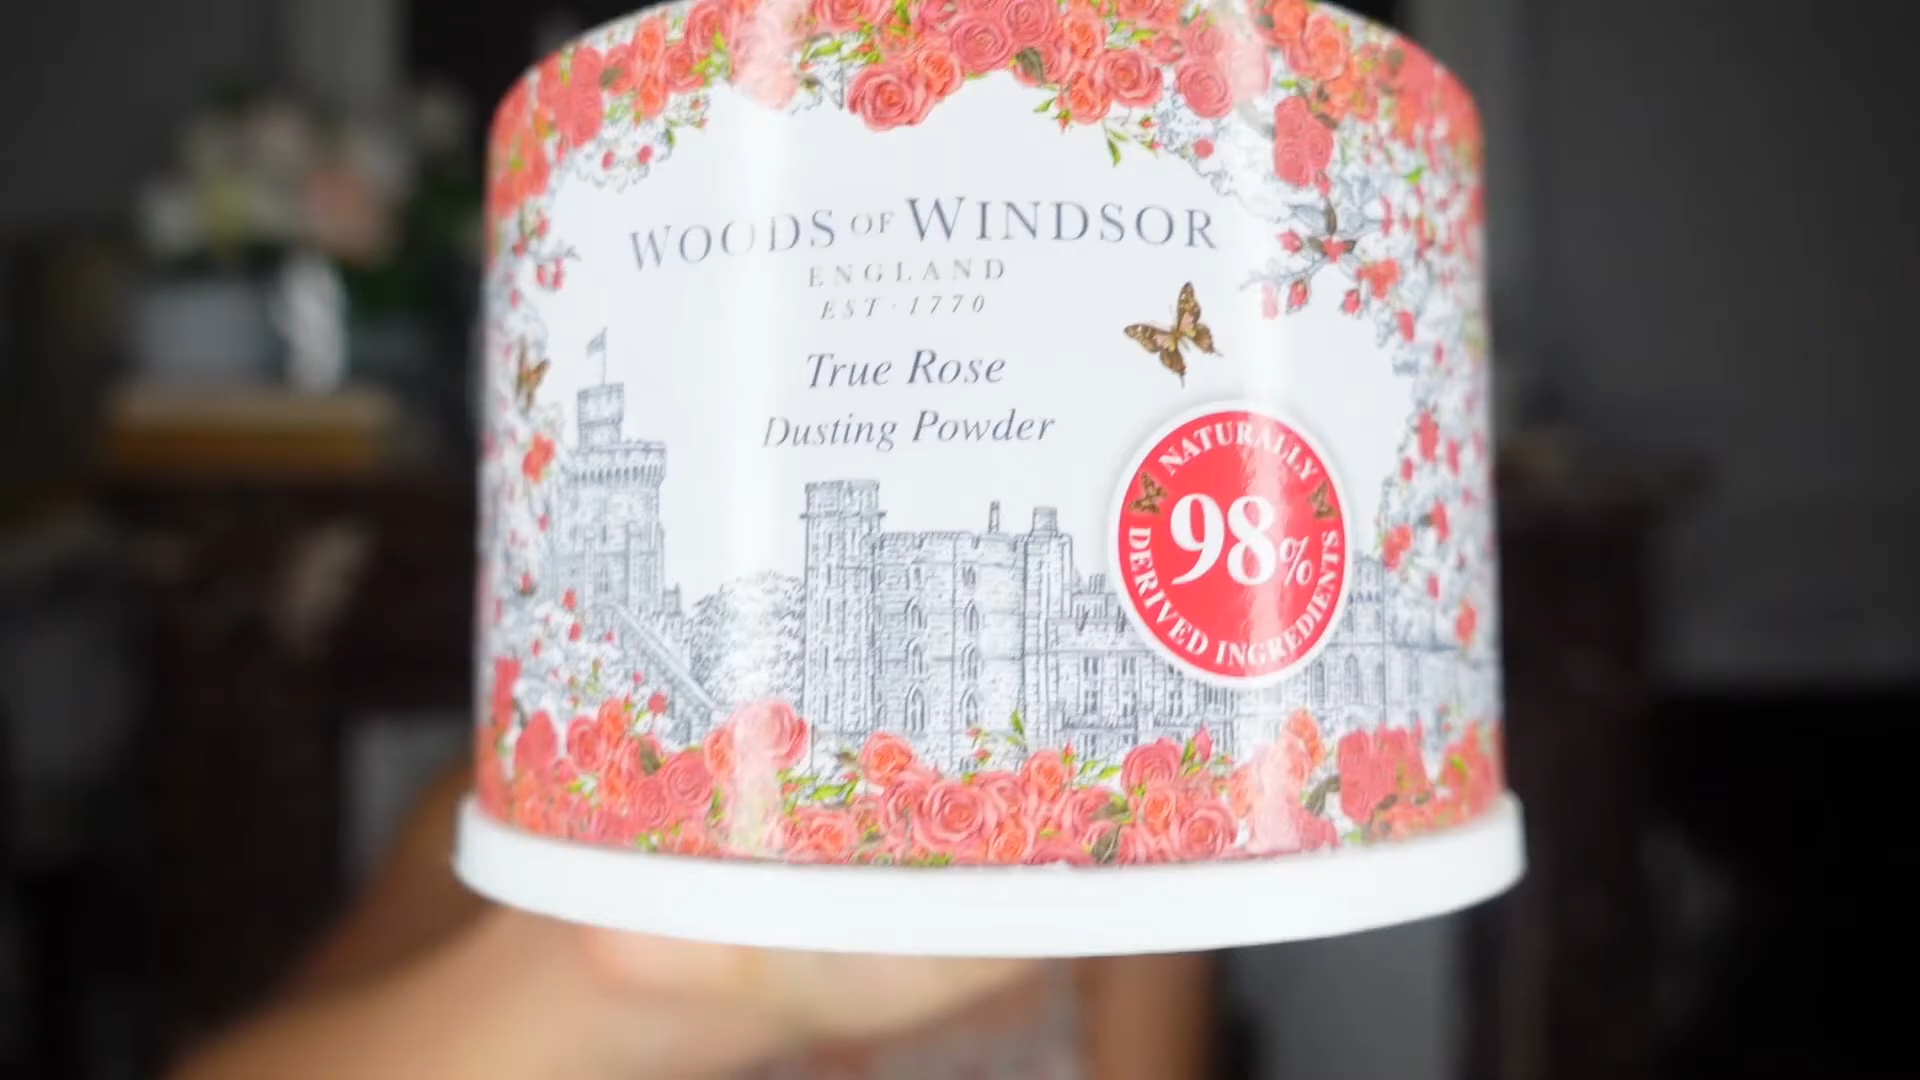 WOODS OF WINDSOR
ENGLAND
EST·1770
True Rose
Dusting Powder
NATURALLY
98%
DERIVED INGREDIENTS